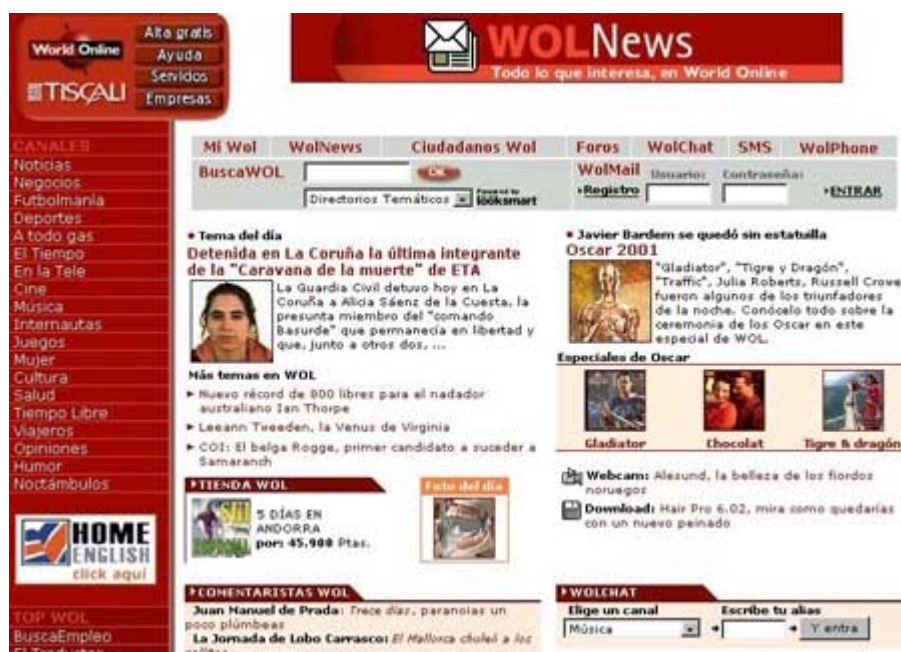 World Online
TISCALI
Alta gratis
Ayuda
Servicios
Empresas
WOLNews
Todo lo que interesa, en World Online
CANALES
Noticias
Negocios
Futbolmanía
Deportes
A todo gas
El Tiempo
En la Tele
Cine
Música
Internautas
Juegos
Mujer
Cultura
Salud
Tiempo Libre
Viajeros
Opiniones
Humor
Noctámbulos
HOME
ENGLISH
click aquí
TOP WOL
BuscaEmpleo
El Traductor
Mi Wol WolNews Ciudadanos Wol Foros WolChat SMS WolPhone
BuscaWOL OK
Directorios Temáticos Powered by looksmart
WolMail Usuario: Contraseña:
Registro ENTRAR
Tema del día
Detenida en La Coruña la última integrante
de la "Caravana de la muerte" de ETA
La Guardia Civil detuvo hoy en La
Coruña a Alicia Sáenz de la Cuesta, la
presunta miembro del "comando
Basurde" que permanecía en libertad y
que, junto a otros dos, ...
Más temas en WOL
Nuevo récord de 800 libres para el nadador
australiano Ian Thorpe
Leeann Tweeden, la Venus de Virginia
COI: El belga Rogge, primer candidato a suceder a
Samaranch
TIENDA WOL
5 DÍAS EN
ANDORRA
por: 45.900 Ptas.
Foto del día
COMENTARISTAS WOL
Juan Manuel de Prada: Trece días, paranoias un
poco plúmbeas
La Jornada de Lobo Carrasco: El Mallorca choleó a los
Javier Bardem se quedó sin estatuilla
Oscar 2001
"Gladiator", "Tigre y
Dragón",
"Traffic", Julia Roberts, Russell Crowe
fueron algunos de los triunfadores
de la noche. Conócelo todo sobre la
ceremonia de los Oscar en este
especial de WOL.
Especiales de Oscar
Gladiator Chocolat Tigre & dragón
Webcam: Alesund, la belleza de los fiordos
noruegos
Download: Hair Pro 6.02, mira como quedarías
con un nuevo peinado
WOLCHAT
Elige un canal Escribe tu alias
Música Y entra